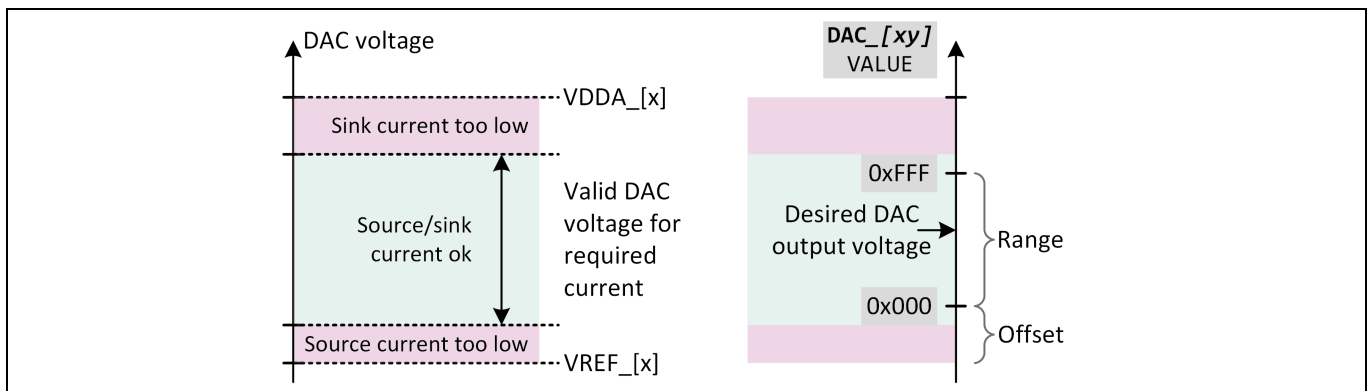 DAC voltage
VDDA_[x]
Sink current too low
Source/sink
current ok
Valid DAC
voltage for
required
current
Source current too low
VREF_[x]
DAC_[xy]
VALUE
0xFFF
Desired DAC
output voltage
Range
0x000
Offset